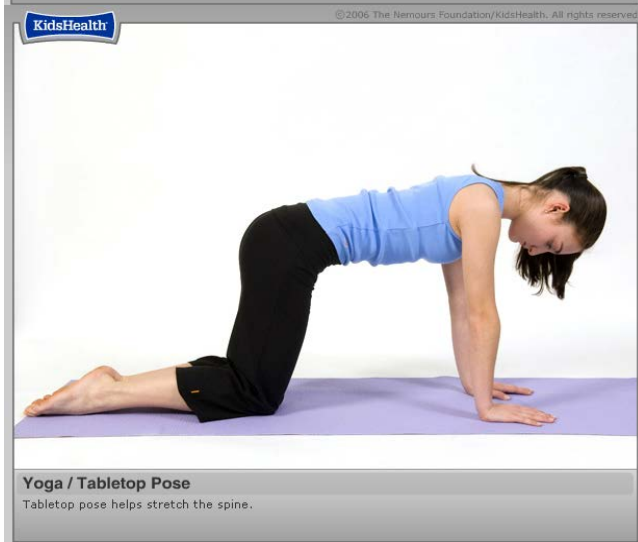 ©2006 The Nemours Foundation/KidsHealth. All rights reserved
KidsHealth
Yoga / Tabletop Pose
Tabletop pose helps stretch the spine.